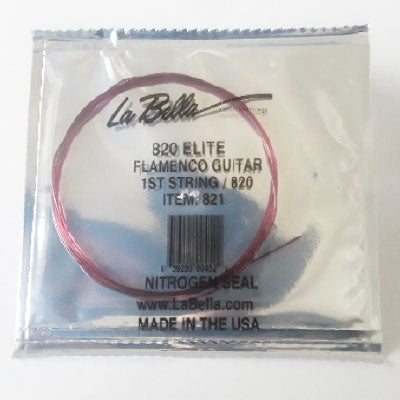 La Bella
820 ELITE
FLAMENCO GUITAR
1ST STRING / 820
ITEM: 821
NITROGEN SEAL
www.LaBella.com
MADE IN THE USA